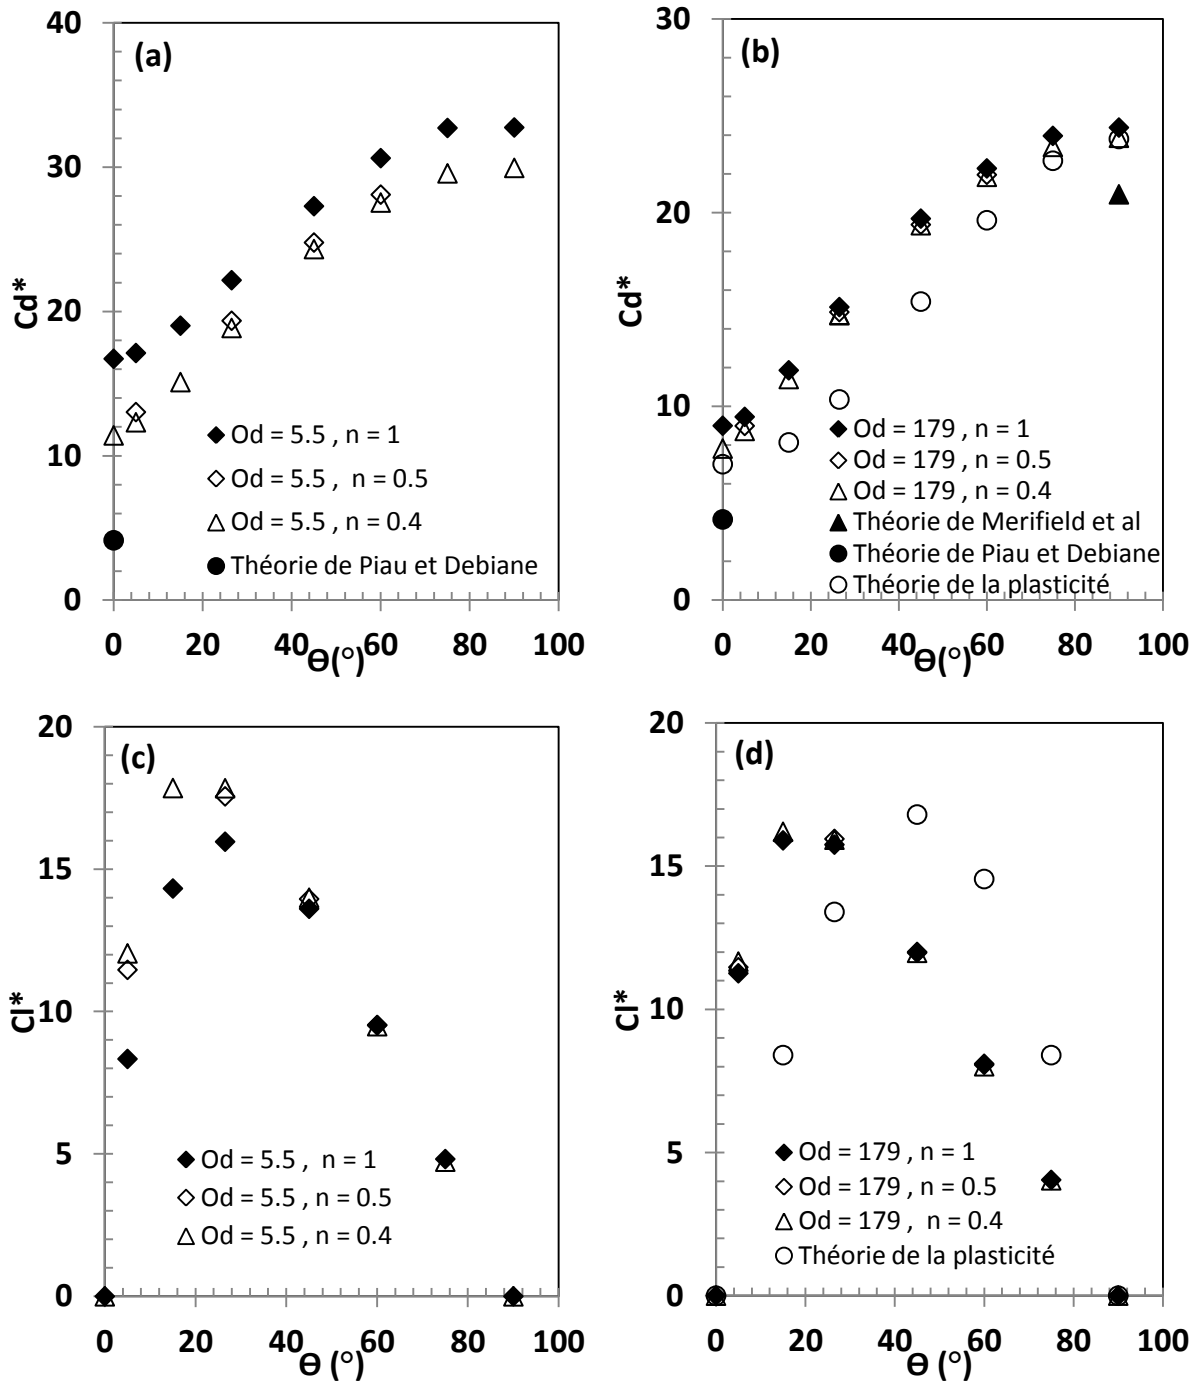 (a)
40
30
20
10
0
Cd*
Od = 5.5 , n = 1
Od = 5.5 , n = 0.5
Od = 5.5 , n = 0.4
Théorie de Piau et Debiane
0 20 40 60 80 100
Ɵ(°)
(b)
30
20
10
0
Cd*
Od = 179 , n = 1
Od = 179 , n = 0.5
Od = 179 , n = 0.4
Théorie de Merifield et al
Théorie de Piau et Debiane
Théorie de la plasticité
0 20 40 60 80 100
Ɵ(°)
(c)
20
15
10
5
0
Cl*
Od = 5.5 , n = 1
Od = 5.5 , n = 0.5
Od = 5.5 , n = 0.4
0 20 40 60 80 100
Ɵ (°)
(d)
20
15
10
5
0
Cl*
Od = 179 , n = 1
Od = 179 , n = 0.5
Od = 179 , n = 0.4
Théorie de la plasticité
0 20 40 60 80 100
Ɵ (°)